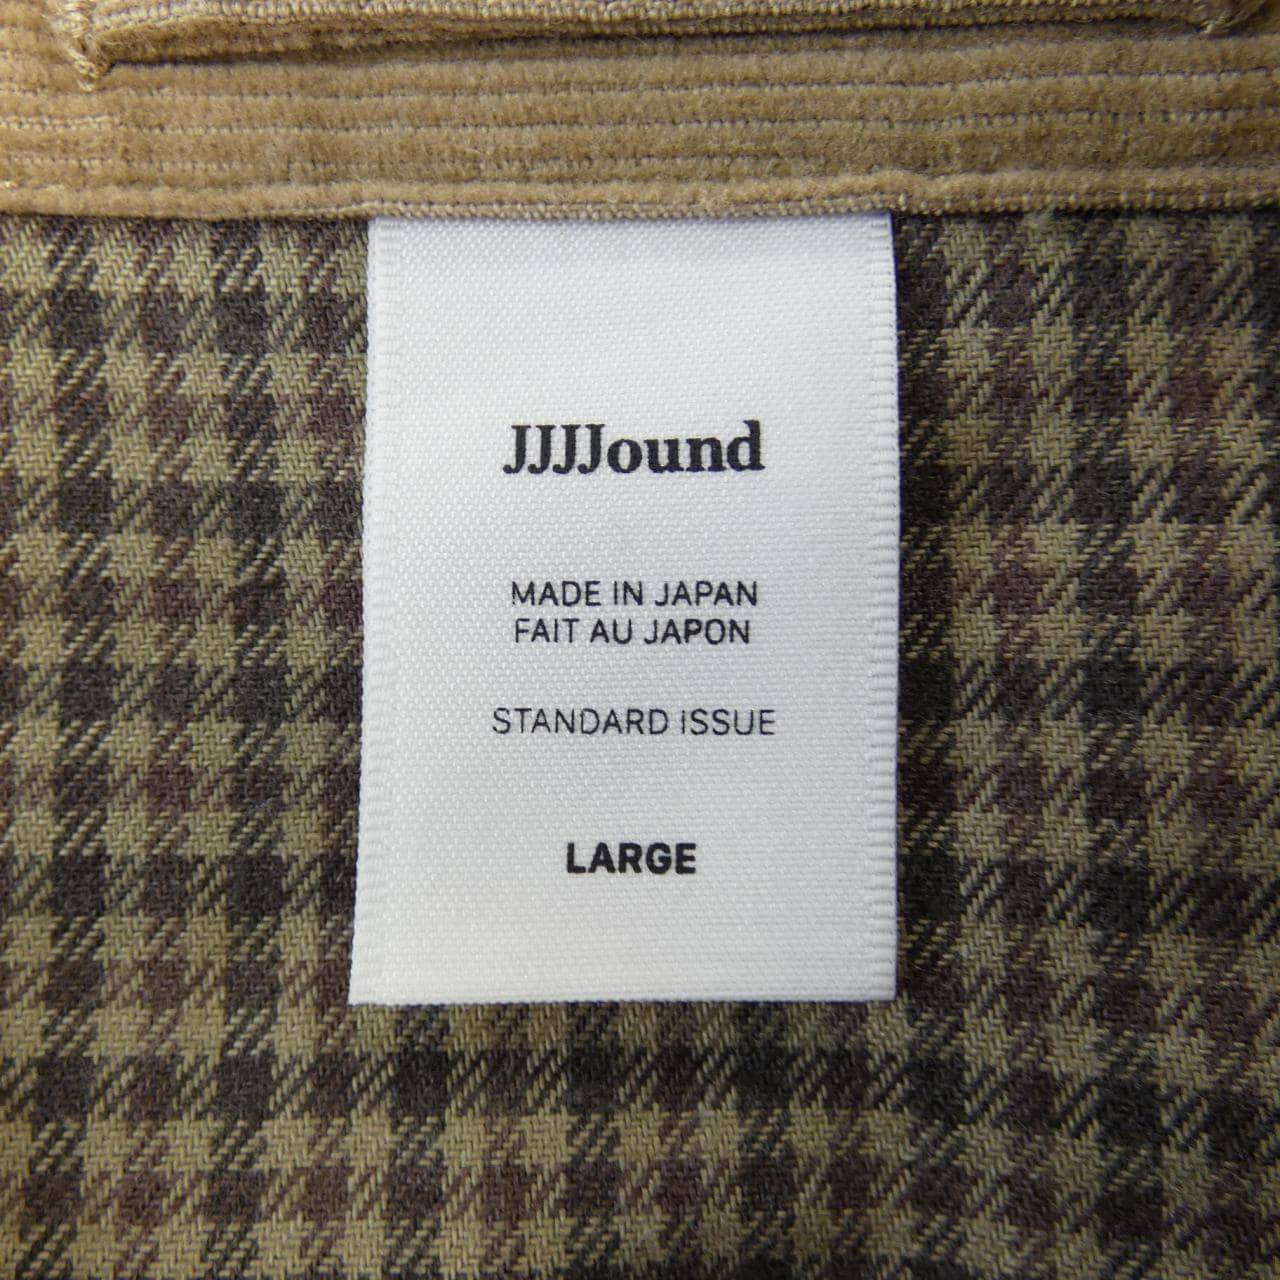 JJJJound
MADE IN JAPAN
FAIT AU JAPON
STANDARD ISSUE
LARGE